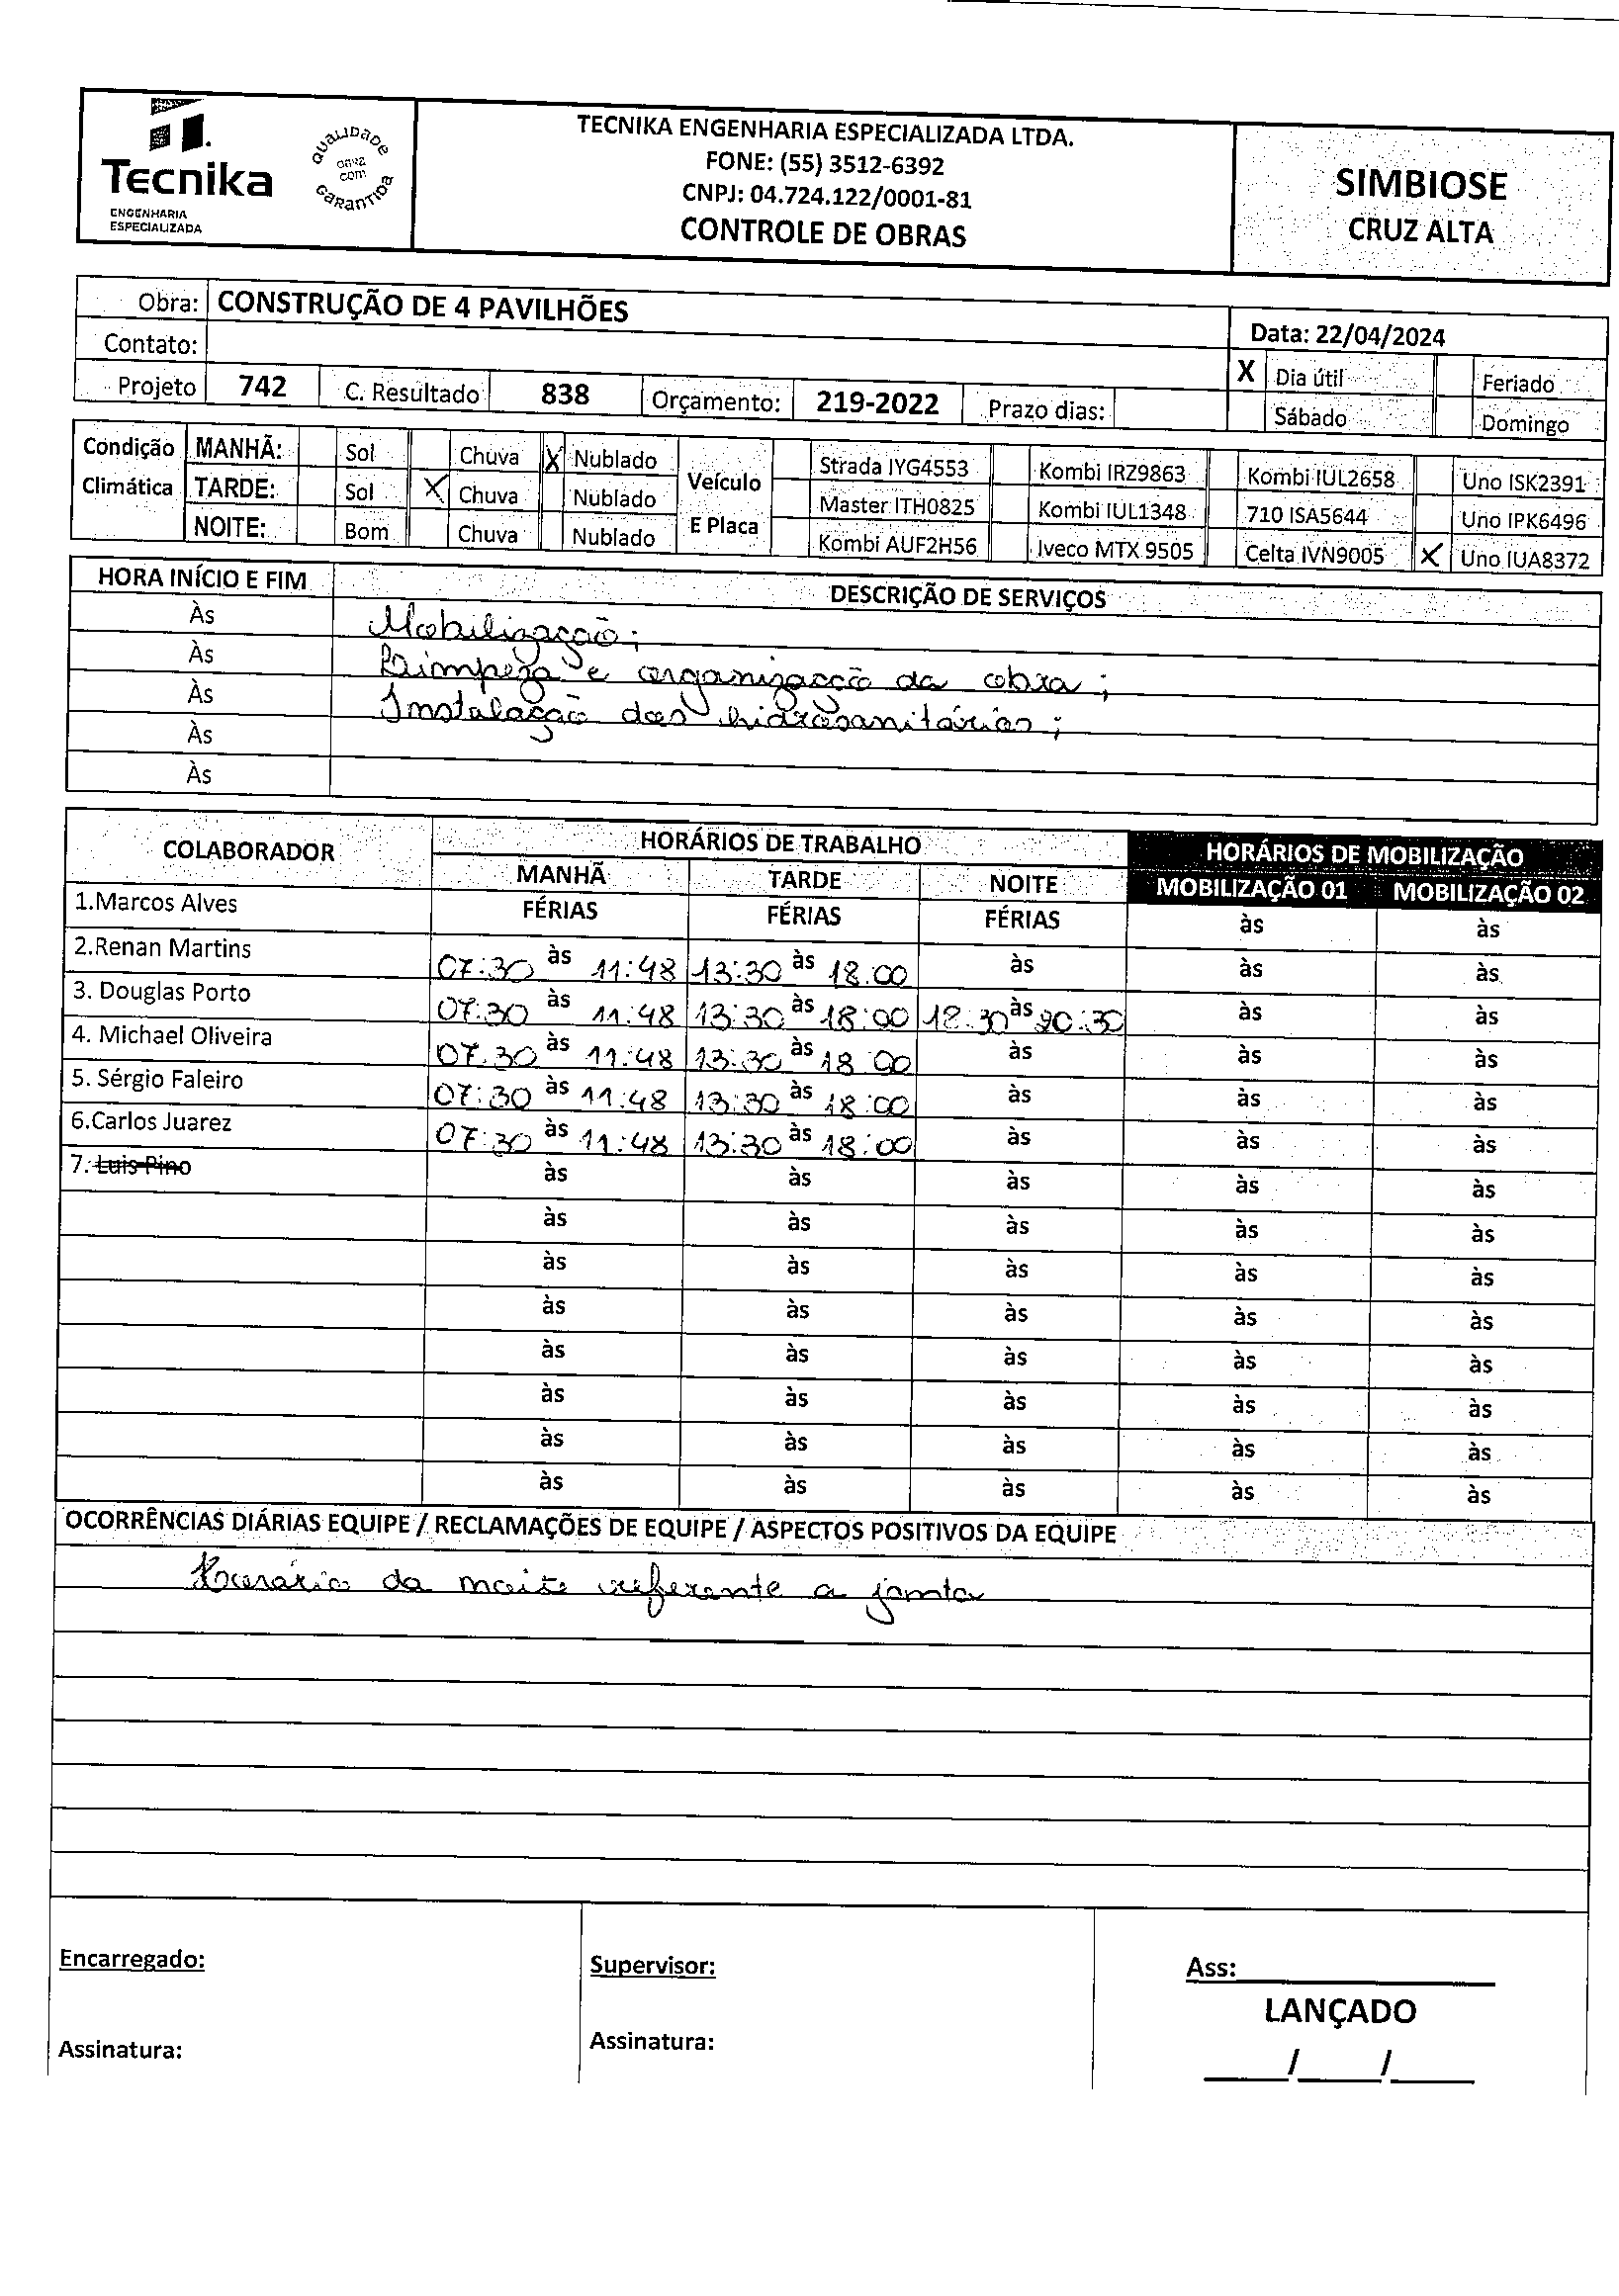 Tecnika
ENGENHARIA
ESPECIALIZADA
QUALIDADE
com
GARANTIDA
TECNIKA ENGENHARIA ESPECIALIZADA LTDA.
FONE: (55) 3512-6392
CNPJ: 04.724.122/0001-81
CONTROLE DE OBRAS
SIMBIOSE
CRUZ ALTA
Obra: CONSTRUÇÃO DE 4 PAVILHÕES
Data: 22/04/2024
Contato:
X Dia útil Feriado
Projeto 742 C. Resultado 838 Orçamento: 219-2022 Prazo dias:
Sábado Domingo
Condição Climática
MANHÃ: Sol Chuva X Nublado
TARDE: Sol X Chuva Nublado
NOITE: Bom Chuva Nublado
Veículo E Placa
Strada IYG4553 Kombi IRZ9863 Kombi IUL2658 Uno ISK2391
Master ITH0825 Kombi IUL1348 710 ISA5644 Uno IPK6496
Kombi AUF2H56 Iveco MTX 9505 Celta IVN9005 X Uno IUA8372
HORA INÍCIO E FIM DESCRIÇÃO DE SERVIÇOS
Às Mobilização;
Às Limpeza e organização da obra;
Às Instalação das hidrosanitárias;
Às
Às
COLABORADOR HORÁRIOS DE TRABALHO HORÁRIOS DE MOBILIZAÇÃO
MANHÃ TARDE NOITE MOBILIZAÇÃO 01 MOBILIZAÇÃO 02
1.Marcos Alves FÉRIAS FÉRIAS FÉRIAS às às
2.Renan Martins 07:30 às 11:48 13:30 às 18:00 às às às
3. Douglas Porto 07:30 às 11:48 13:30 às 18:00 18:30 às 20:30 às às
4. Michael Oliveira 07:30 às 11:48 13:30 às 18:00 às às às
5. Sérgio Faleiro 07:30 às 11:48 13:30 às 18:00 às às às
6.Carlos Juarez 07:30 às 11:48 13:30 às 18:00 às às às
7. Luis Pino às às às às às
às às às às às
às às às às às
às às às às às
às às às às às
às às às às às
às às às às às
às às às às às
OCORRÊNCIAS DIÁRIAS EQUIPE / RECLAMAÇÕES DE EQUIPE / ASPECTOS POSITIVOS DA EQUIPE
Horário da noite referente a janta
Encarregado:
Supervisor:
Ass:
LANÇADO
Assinatura:
Assinatura:
___/___/___